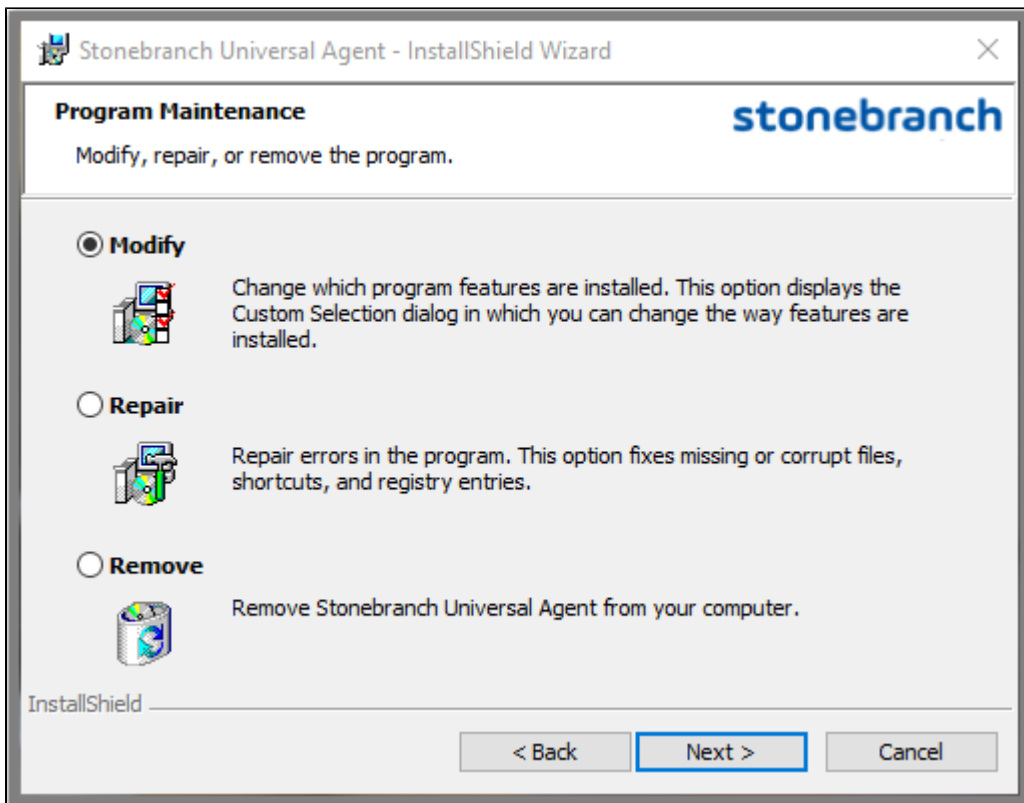 Stonebranch Universal Agent - InstallShield Wizard
Program Maintenance
stonebranch
Modify, repair, or remove the program.
Modify
Change which program features are installed. This option displays the
Custom Selection dialog in which you can change the way features are
installed.
Repair
Repair errors in the program. This option fixes missing or corrupt files,
shortcuts, and registry entries.
Remove
Remove Stonebranch Universal Agent from your computer.
InstallShield
< Back
Next >
Cancel